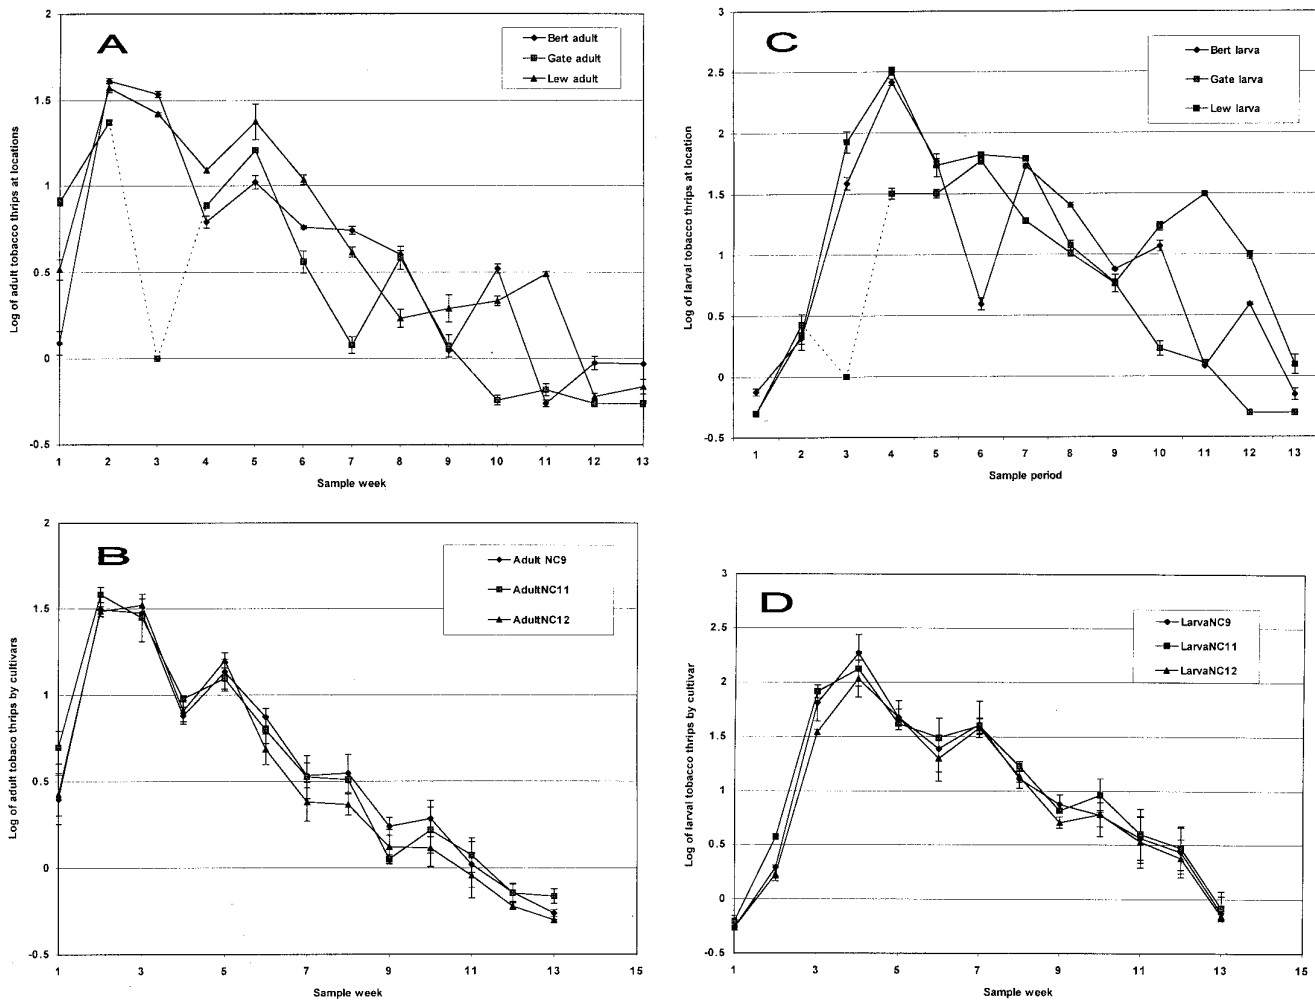 A
Bert adult
Gate adult
Lew adult
Log of adult tobacco thrips at locations
2
1.5
1
0.5
0
-0.5
1 2 3 4 5 6 7 8 9 10 11 12 13
Sample week
C
Bert larva
Gate larva
Lew larva
Log of larval tobacco thrips at location
3
2.5
2
1.5
1
0.5
0
-0.5
1 2 3 4 5 6 7 8 9 10 11 12 13
Sample period
B
Adult NC9
AdultNC11
AdultNC12
Log of adult tobaco thrips by cultivars
2
1.5
1
0.5
0
-0.5
1 3 5 7 9 11 13 15
Sample week
D
LarvaNC9
LarvaNC11
LarvaNC12
Log of larval tobacco thrips by cultivar
3
2.5
2
1.5
1
0.5
0
-0.5
1 3 5 7 9 11 13 15
Sample week